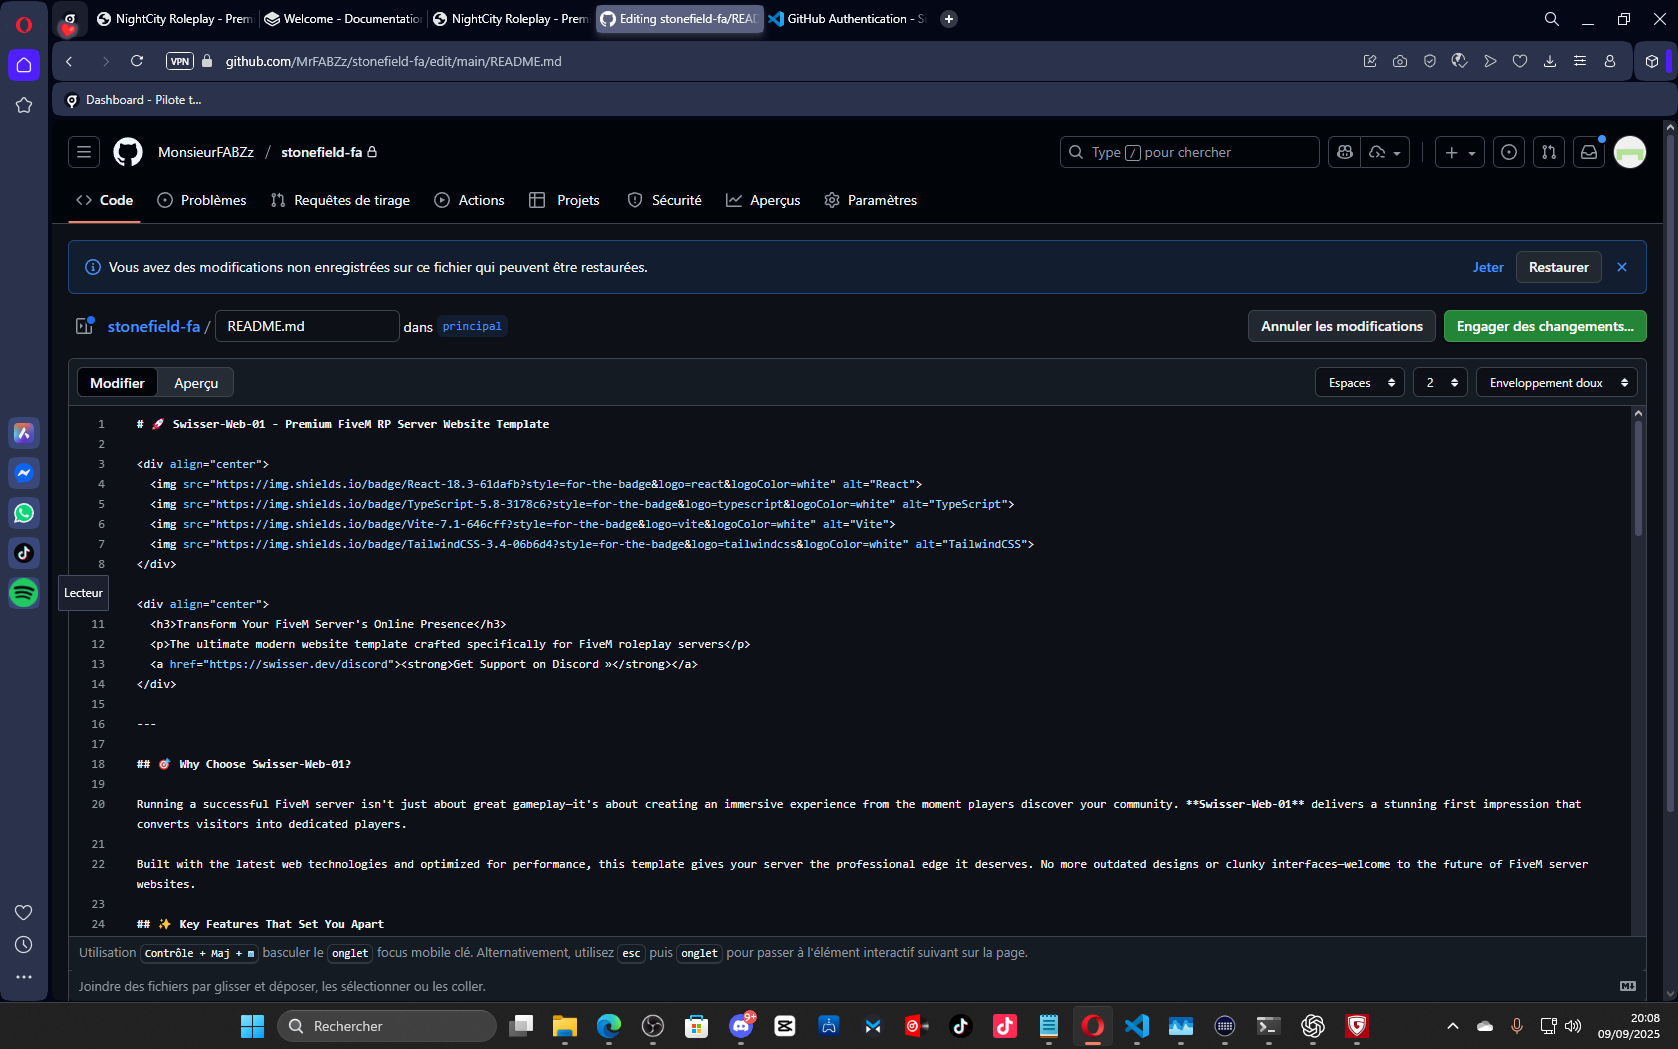 NightCity Roleplay - Prem
Welcome - Documentatio
NightCity Roleplay - Prem
Editing stonefield-fa/READ
GitHub Authentication - S
VPN
github.com/MrFABZz/stonefield-fa/edit/main/README.md
Dashboard - Pilote t...
MonsieurFABZz / stonefield-fa
Type / pour chercher
Code
Problèmes
Requêtes de tirage
Actions
Projets
Sécurité
Aperçus
Paramètres
Vous avez des modifications non enregistrées sur ce fichier qui peuvent être restaurées.
Jeter
Restaurer
stonefield-fa / README.md dans principal
Annuler les modifications
Engager des changements...
Modifier
Aperçu
Espaces
2
Enveloppement doux
1 # 🚀 Swisser-Web-01 - Premium FiveM RP Server Website Template
2
3 <div align="center">
4 <img src="https://img.shields.io/badge/React-18.3-61dafb?style=for-the-badge&logo=react&logoColor=white" alt="React">
5 <img src="https://img.shields.io/badge/TypeScript-5.8-3178c6?style=for-the-badge&logo=typescript&logoColor=white" alt="TypeScript">
6 <img src="https://img.shields.io/badge/Vite-7.1-646cff?style=for-the-badge&logo=vite&logoColor=white" alt="Vite">
7 <img src="https://img.shields.io/badge/TailwindCSS-3.4-06b6d4?style=for-the-badge&logo=tailwindcss&logoColor=white" alt="TailwindCSS">
8 </div>
Lecteur
<div align="center">
11 <h3>Transform Your FiveM Server's Online Presence</h3>
12 <p>The ultimate modern website template crafted specifically for FiveM roleplay servers</p>
13 <a href="https://swisser.dev/discord"><strong>Get Support on Discord »</strong></a>
14 </div>
15
16 ---
17
18 ## 🎯 Why Choose Swisser-Web-01?
19
20 Running a successful FiveM server isn't just about great gameplay—it's about creating an immersive experience from the moment players discover your community. **Swisser-Web-01** delivers a stunning first impression that
converts visitors into dedicated players.
21
22 Built with the latest web technologies and optimized for performance, this template gives your server the professional edge it deserves. No more outdated designs or clunky interfaces—welcome to the future of FiveM server
websites.
23
24 ## ✨ Key Features That Set You Apart
Utilisation Contrôle + Maj + m basculer le onglet focus mobile clé. Alternativement, utilisez esc puis onglet pour passer à l'élément interactif suivant sur la page.
Joindre des fichiers par glisser et déposer, les sélectionner ou les coller.
Rechercher
9+
20:08
09/09/2025